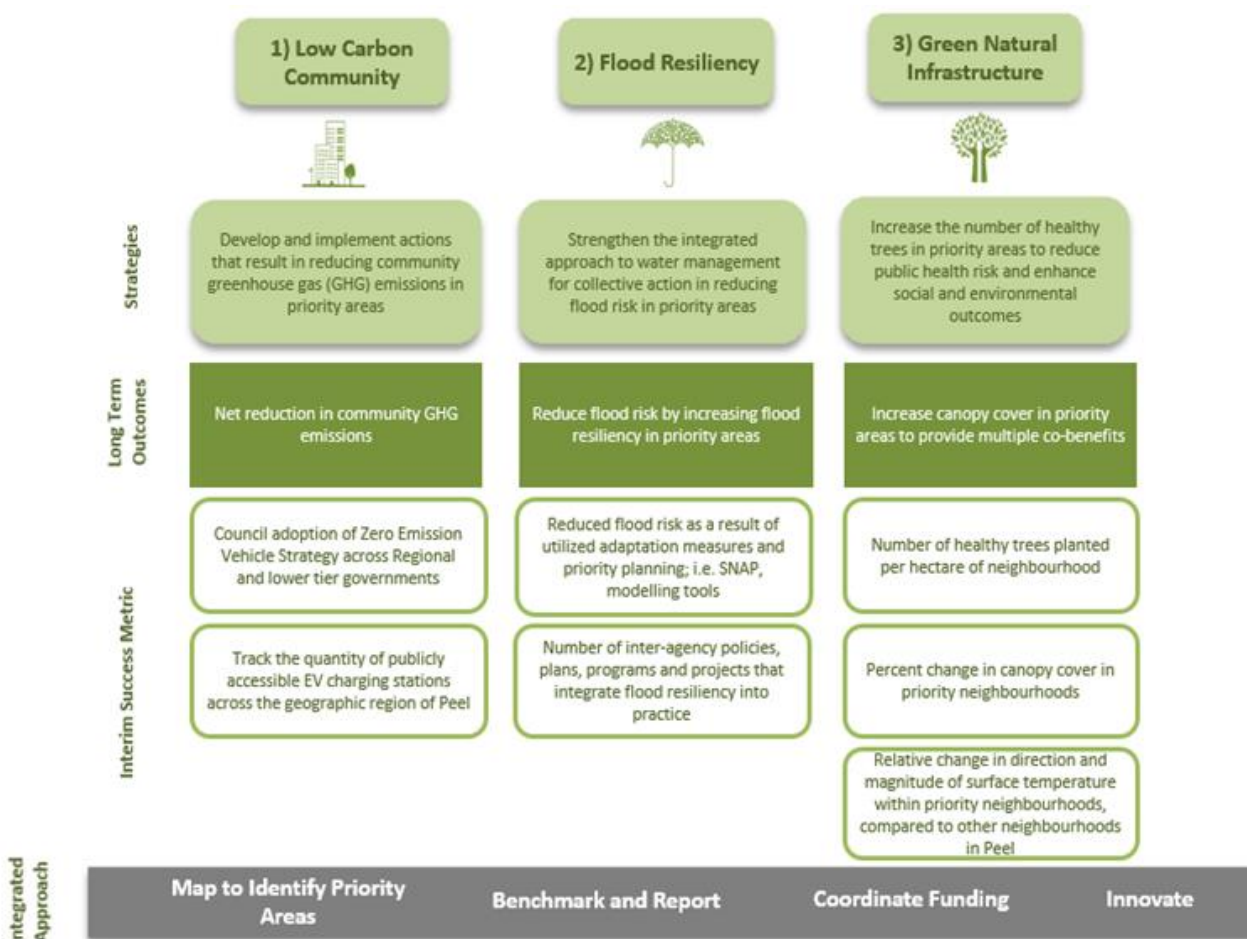 1) Low Carbon
Community
2) Flood Resiliency
3) Green Natural
Infrastructure
Strategies
Develop and implement actions
that result in reducing community
greenhouse gas (GHG) emissions in
priority areas
Strengthen the integrated
approach to water management
for collective action in reducing
flood risk in priority areas
Increase the number of healthy
trees in priority areas to reduce
public health risk and enhance
social and environmental
outcomes
Long Term
Outcomes
Net reduction in community GHG
emissions
Reduce flood risk by increasing flood
resiliency in priority areas
Increase canopy cover in priority
areas to provide multiple co-benefits
Interim Success Metric
Council adoption of Zero Emission
Vehicle Strategy across Regional
and lower tier governments
Reduced flood risk as a result of
utilized adaptation measures and
priority planning; i.e. SNAP,
modelling tools
Number of healthy trees planted
per hectare of neighbourhood
Track the quantity of publicly
accessible EV charging stations
across the geographic region of Peel
Number of inter-agency policies,
plans, programs and projects that
integrate flood resiliency into
practice
Percent change in canopy cover in
priority neighbourhoods
Relative change in direction and
magnitude of surface temperature
within priority neighbourhoods,
compared to other neighbourhoods
in Peel
Integrated
Approach
Map to Identify Priority
Areas
Benchmark and Report
Coordinate Funding
Innovate